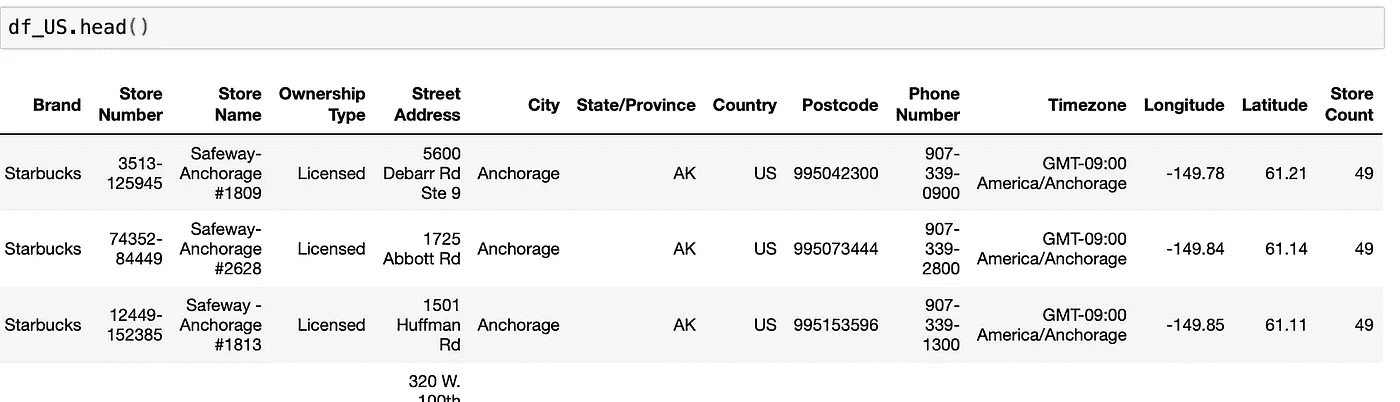 df_US.head()
Brand Store Number Store Name Ownership Type Street Address City State/Province Country Postcode Phone Number Timezone Longitude Latitude Store Count
Starbucks 3513-125945 Safeway-Anchorage #1809 Licensed 5600 Debarr Rd Ste 9 Anchorage AK US 995042300 907-339-0900 GMT-09:00 America/Anchorage -149.78 61.21 49
Starbucks 74352-84449 Safeway-Anchorage #2628 Licensed 1725 Abbott Rd Anchorage AK US 995073444 907-339-2800 GMT-09:00 America/Anchorage -149.84 61.14 49
Starbucks 12449-152385 Safeway - Anchorage #1813 Licensed 1501 Huffman Rd Anchorage AK US 995153596 907-339-1300 GMT-09:00 America/Anchorage -149.85 61.11 49
320 W.
100th